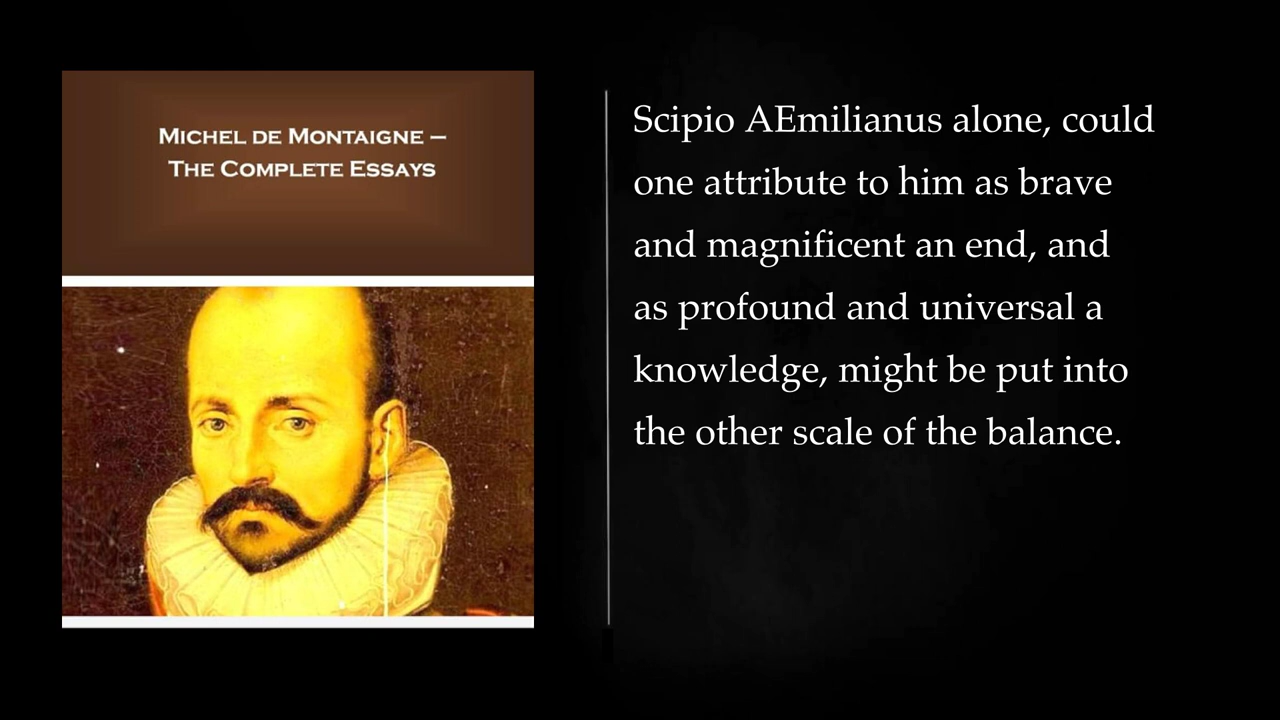 MICHEL DE MONTAIGNE –
THE COMPLETE ESSAYS
Scipio AEmilianus alone, could
one attribute to him as brave
and magnificent an end, and
as profound and universal a
knowledge, might be put into
the other scale of the balance.